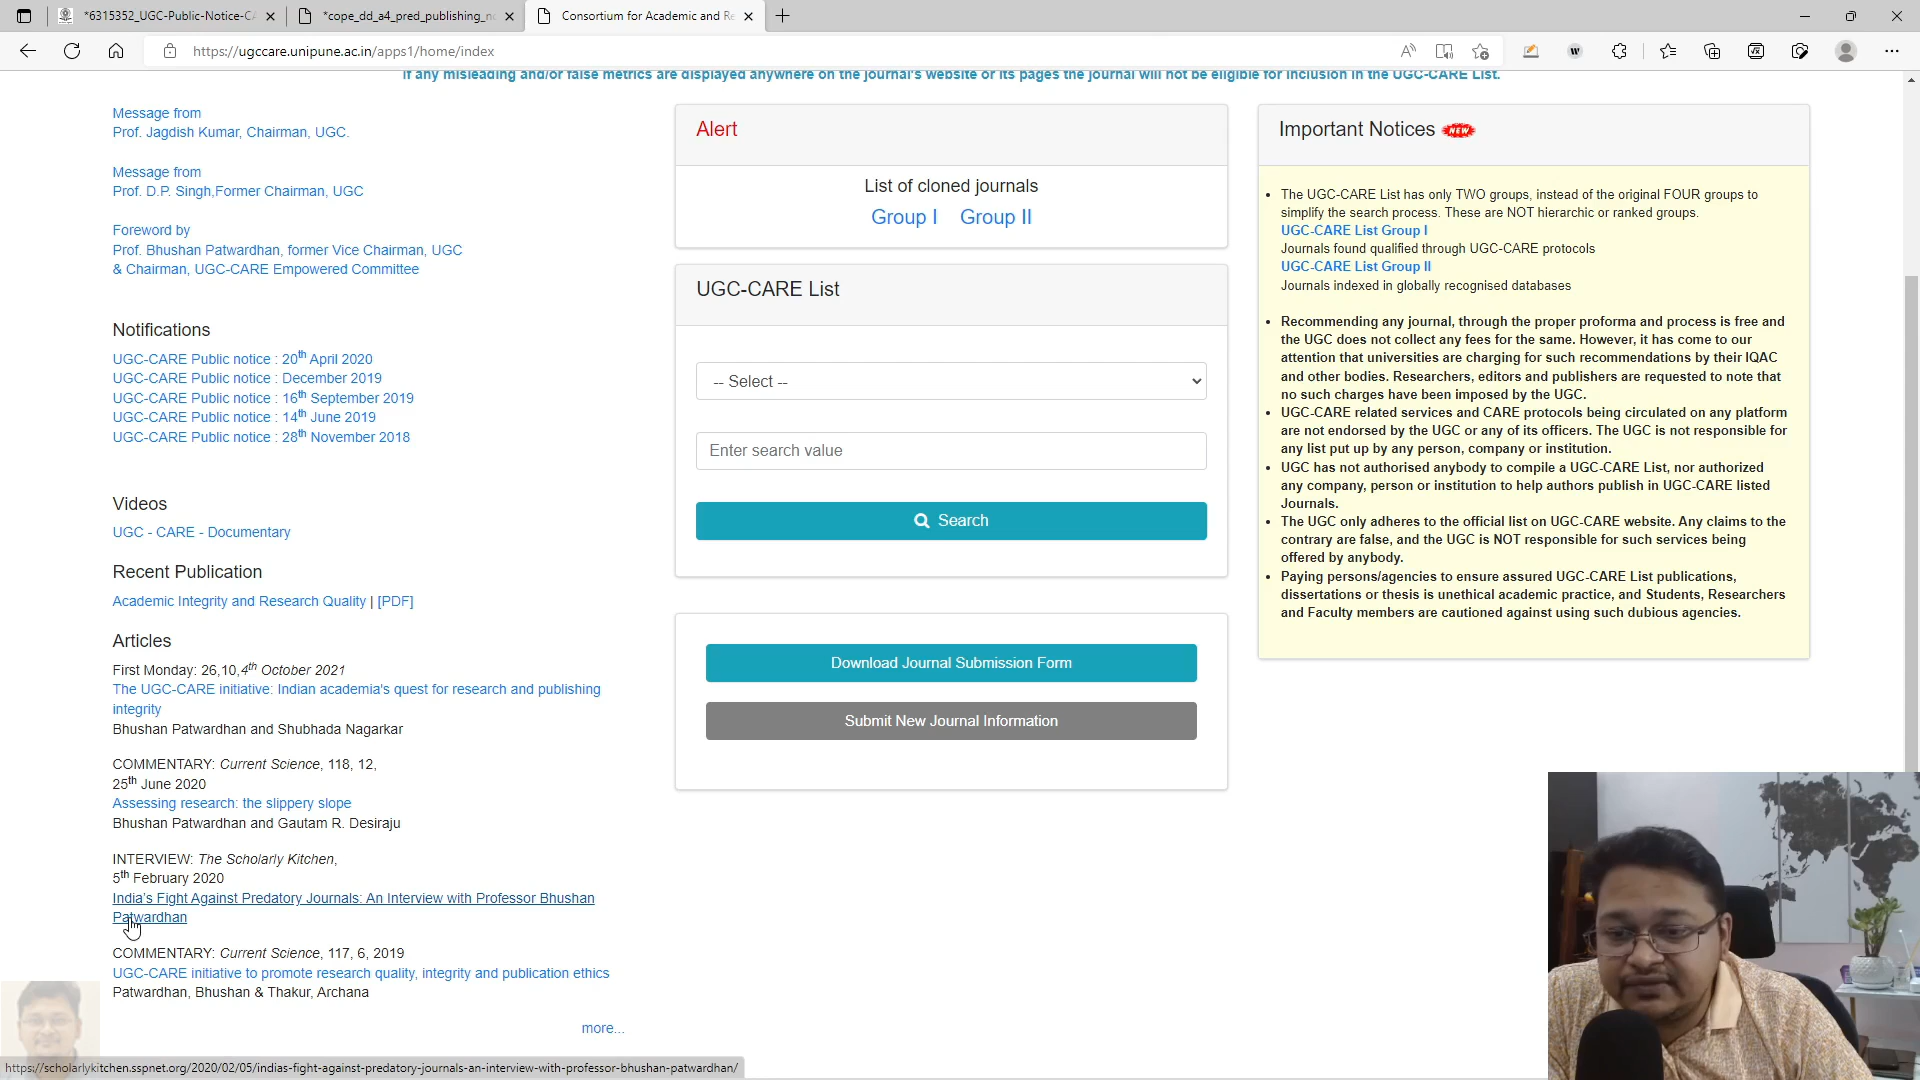 *6315352_UGC-Public-Notice-CA
*cope_dd_a4_pred_publishing_n
Consortium for Academic and Re
https://ugccare.unipune.ac.in/apps1/home/index
If any misleading and/or false metrics are displayed anywhere on the journal's website or its pages the journal will not be eligible for inclusion in the UGC-CARE List.
Message from
Prof. Jagdish Kumar, Chairman, UGC.
Message from
Prof. D.P. Singh,Former Chairman, UGC
Foreword by
Prof. Bhushan Patwardhan, former Vice Chairman, UGC
& Chairman, UGC-CARE Empowered Committee
Notifications
UGC-CARE Public notice : 20th April 2020
UGC-CARE Public notice : December 2019
UGC-CARE Public notice : 16th September 2019
UGC-CARE Public notice : 14th June 2019
UGC-CARE Public notice : 28th November 2018
Videos
UGC - CARE - Documentary
Recent Publication
Academic Integrity and Research Quality | [PDF]
Articles
First Monday: 26,10,4th October 2021
The UGC-CARE initiative: Indian academia's quest for research and publishing
integrity
Bhushan Patwardhan and Shubhada Nagarkar
COMMENTARY: Current Science, 118, 12,
25th June 2020
Assessing research: the slippery slope
Bhushan Patwardhan and Gautam R. Desiraju
INTERVIEW: The Scholarly Kitchen,
5th February 2020
India's Fight Against Predatory Journals: An Interview with Professor Bhushan
Patwardhan
COMMENTARY: Current Science, 117, 6, 2019
UGC-CARE initiative to promote research quality, integrity and publication ethics
Patwardhan, Bhushan & Thakur, Archana
more...
Alert
List of cloned journals
Group I Group II
UGC-CARE List
-- Select --
Enter search value
Search
Download Journal Submission Form
Submit New Journal Information
Important Notices NEW
• The UGC-CARE List has only TWO groups, instead of the original FOUR groups to
simplify the search process. These are NOT hierarchic or ranked groups.
UGC-CARE List Group I
Journals found qualified through UGC-CARE protocols
UGC-CARE List Group II
Journals indexed in globally recognised databases
• Recommending any journal, through the proper proforma and process is free and
the UGC does not collect any fees for the same. However, it has come to our
attention that universities are charging for such recommendations by their IQAC
and other bodies. Researchers, editors and publishers are requested to note that
no such charges have been imposed by the UGC.
• UGC-CARE related services and CARE protocols being circulated on any platform
are not endorsed by the UGC or any of its officers. The UGC is not responsible for
any list put up by any person, company or institution.
• UGC has not authorised anybody to compile a UGC-CARE List, nor authorized
any company, person or institution to help authors publish in UGC-CARE listed
Journals.
• The UGC only adheres to the official list on UGC-CARE website. Any claims to the
contrary are false, and the UGC is NOT responsible for such services being
offered by anybody.
• Paying persons/agencies to ensure assured UGC-CARE List publications,
dissertations or thesis is unethical academic practice, and Students, Researchers
and Faculty members are cautioned against using such dubious agencies.
https://scholarlykitchen.sspnet.org/2020/02/05/indias-fight-against-predatory-journals-an-interview-with-professor-bhushan-patwardhan/